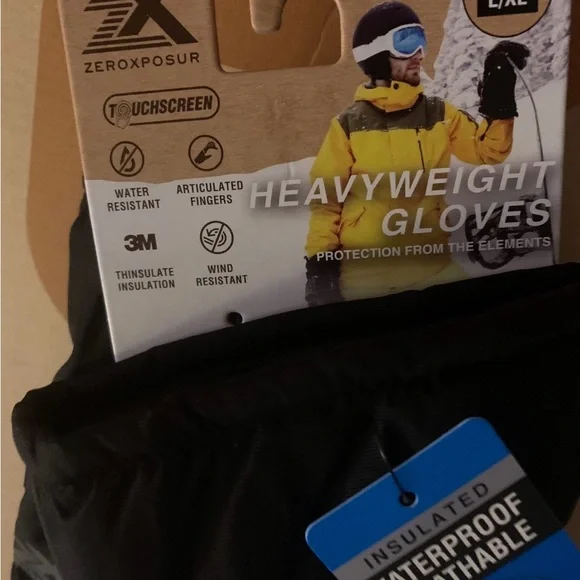 L/XL
ZEROXPOSUR
TOUCHSCREEN
WATER
RESISTANT
ARTICULATED
FINGERS
HEAVYWEIGHT
GLOVES
PROTECTION FROM THE ELEMENTS
3M
THINSULATE
INSULATION
WIND
RESISTANT
INSULATED